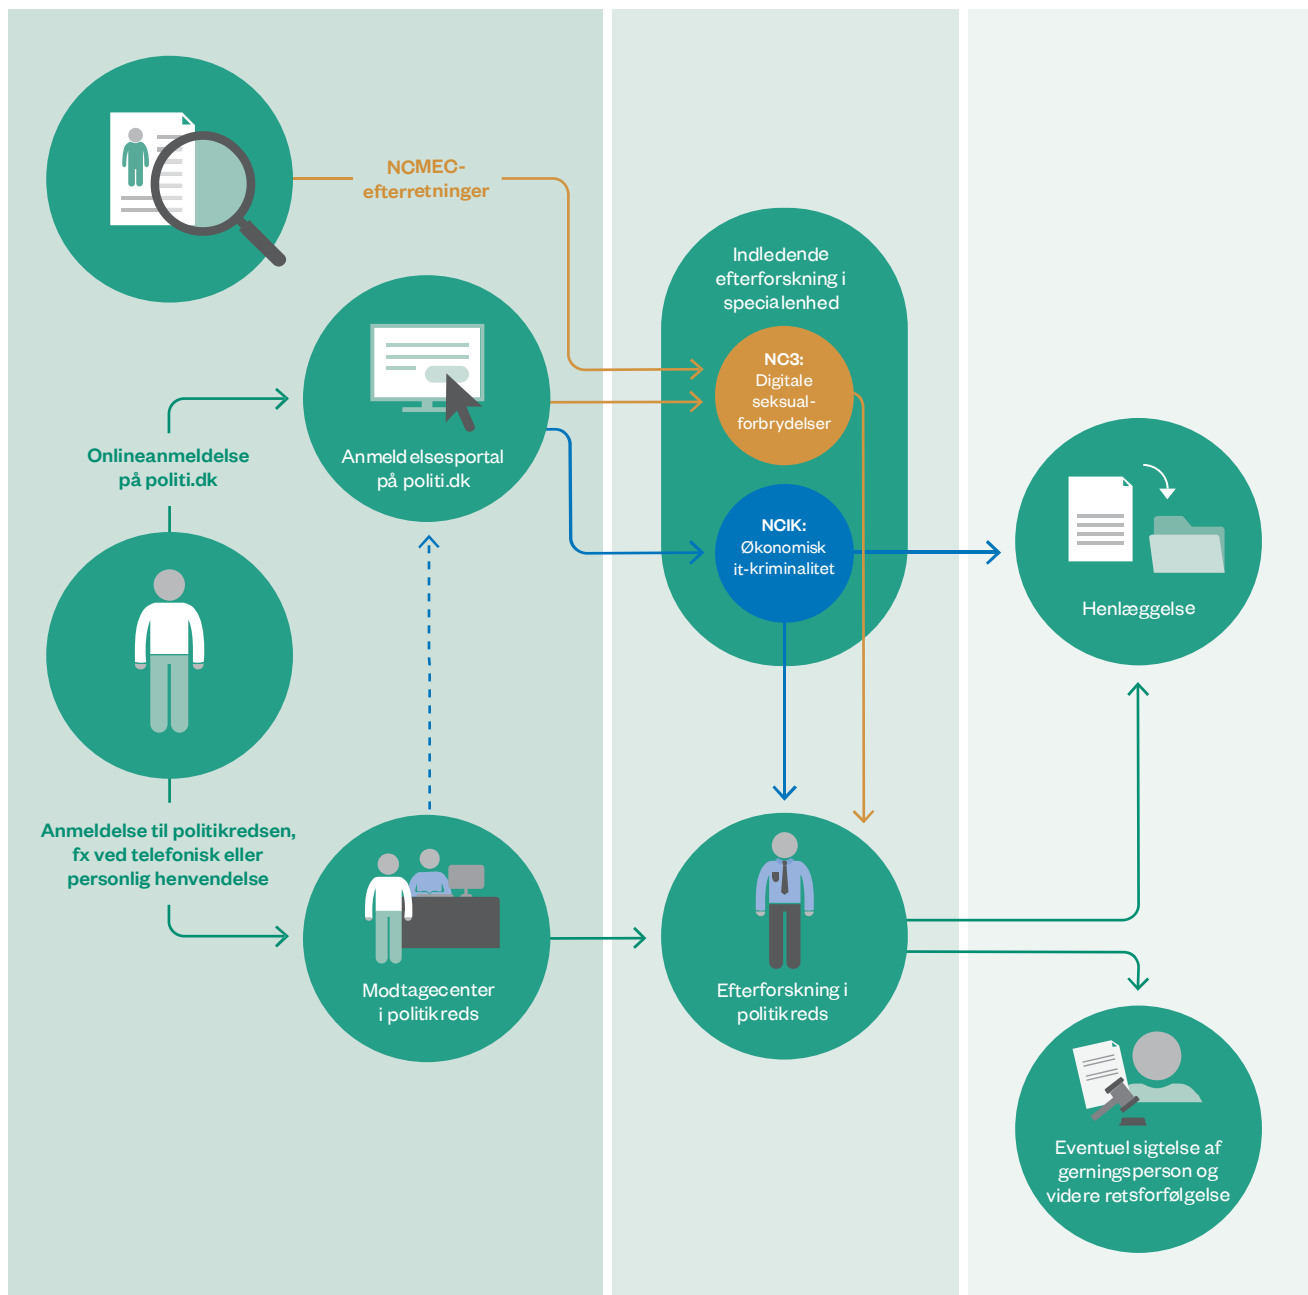 NCMEC-
efterretninger
Onlineanmeldelse
på politi.dk
Anmeldelse til politikredsen,
fx ved telefonisk eller
personlig henvendelse
Anmeldelsesportal
på politi.dk
Modtagecenter
i politikreds
Indledende
efterforskning i
specialenhed
NC3:
Digitale
seksual-
forbrydelser
NCIK:
Økonomisk
it-kriminalitet
Efterforskning i
politikreds
Henlæggelse
Eventuel sigtelse af
gerningsperson og
videre retsforfølgelse